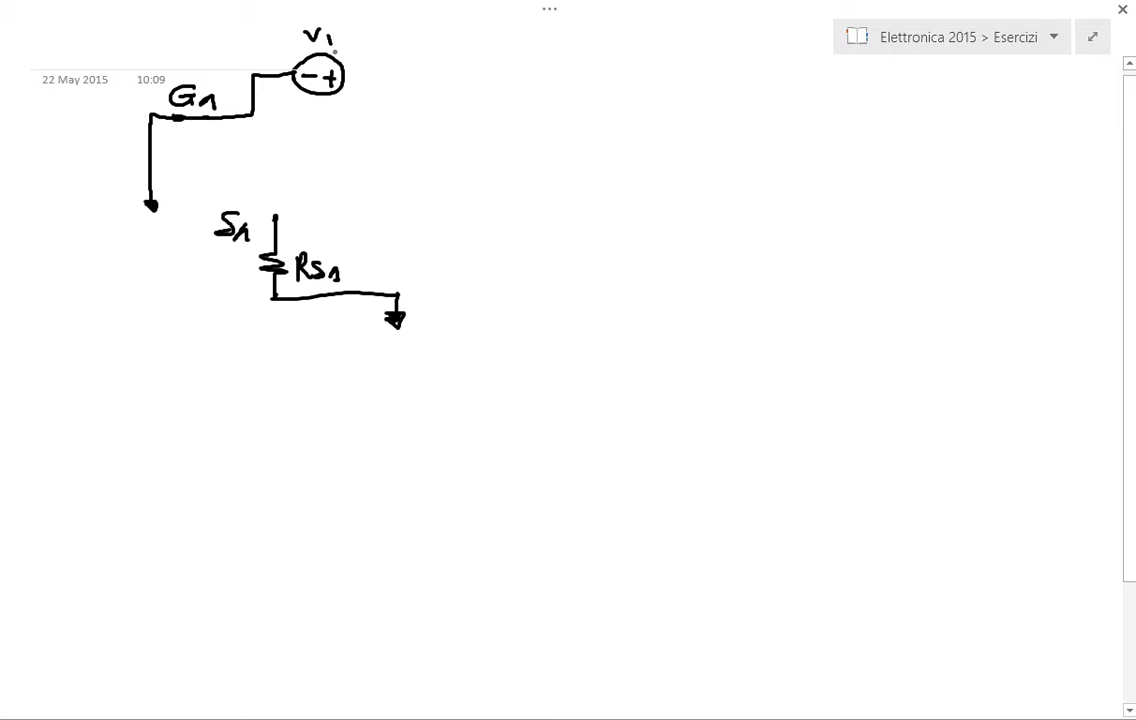 V1
Elettronica 2015 > Esercizi
22 May 2015 10:09
G1
- +
S1
RS1